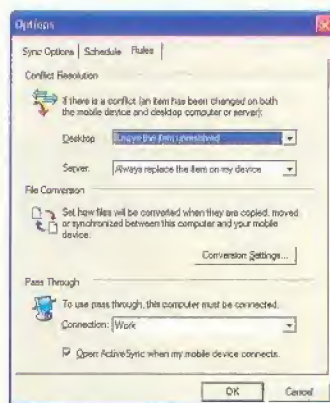 Options
Sync Options Schedule Rules
Conflict Resolution
If there is a conflict (an item has been changed on both
the mobile device and desktop computer or server):
Desktop: Leave the item unresolved
Server: Always replace the item on my device
File Conversion
Set how files will be converted when they are copied, moved
or synchronized between this computer and your mobile
device.
Conversion Settings...
Pass Through
To use pass through, this computer must be connected.
Connection: Work
Open ActiveSync when my mobile device connects.
OK Cancel